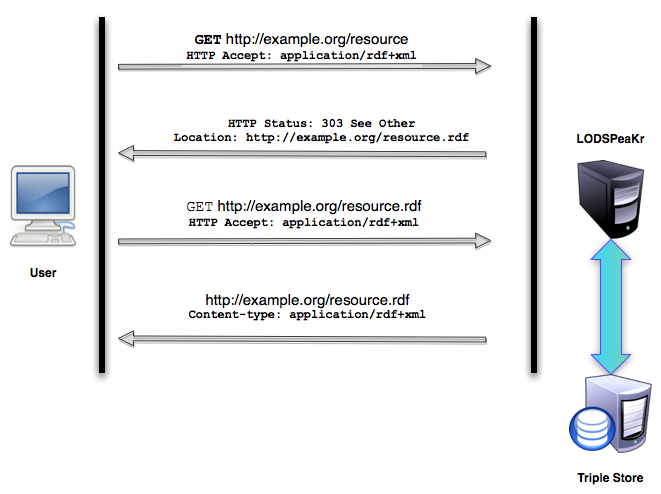 GET http://example.org/resource
HTTP Accept: application/rdf+xml
HTTP Status: 303 See Other
Location: http://example.org/resource.rdf
LODSPeaKr
GET http://example.org/resource.rdf
HTTP Accept: application/rdf+xml
User
http://example.org/resource.rdf
Content-type: application/rdf+xml
Triple Store